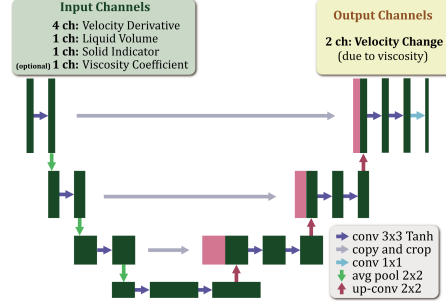 Input Channels
4 ch: Velocity Derivative
1 ch: Liquid Volume
1 ch: Solid Indicator
(optional) 1 ch: Viscosity Coefficient
Output Channels
2 ch: Velocity Change
(due to viscosity)
conv 3x3 Tanh
copy and crop
conv 1x1
avg pool 2x2
up-conv 2x2